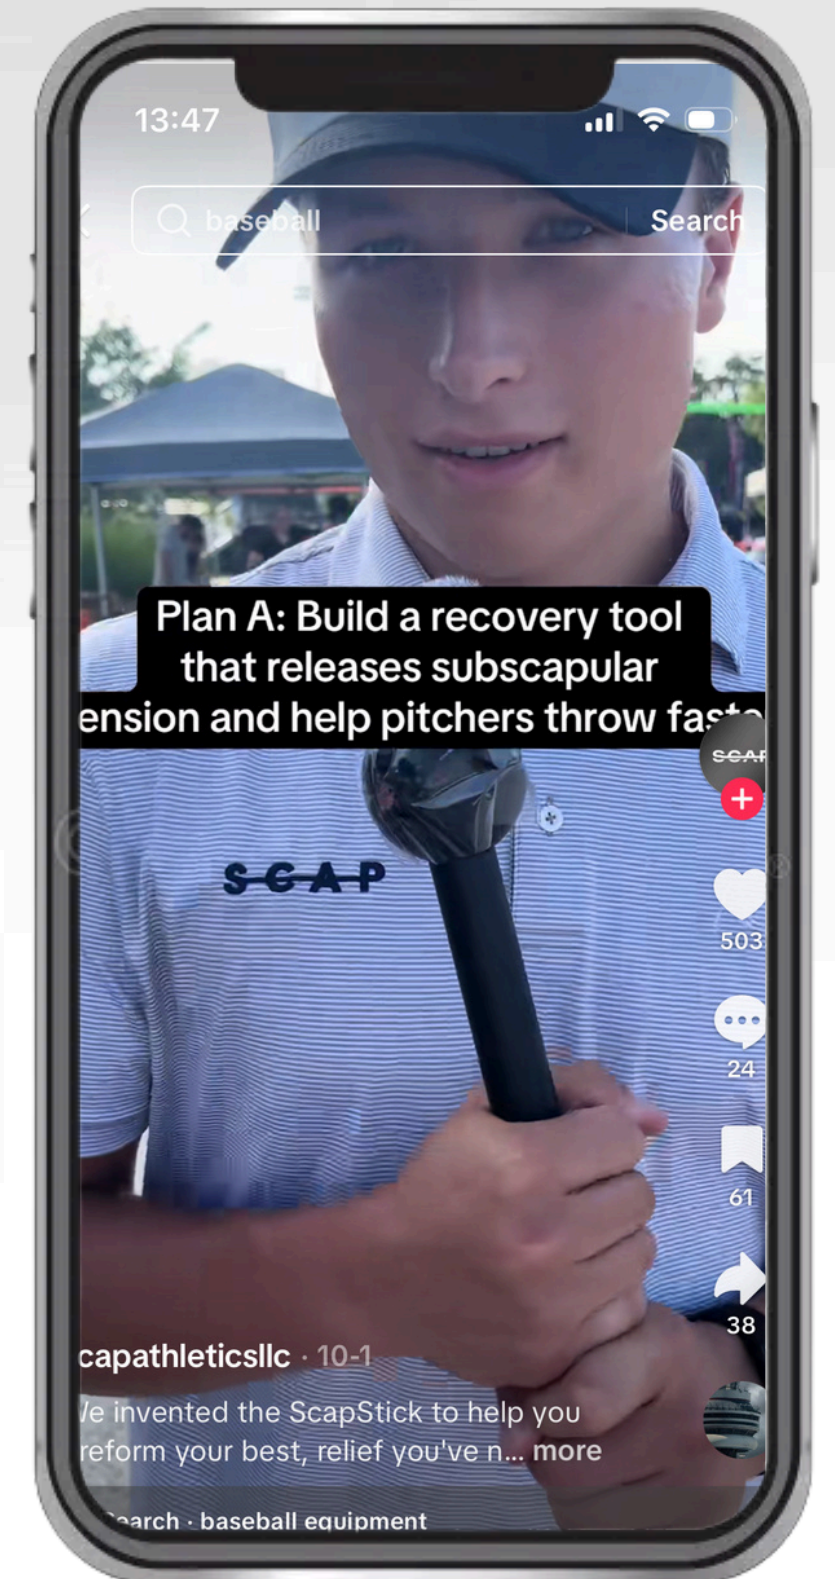 13:47
baseball
Search
Plan A: Build a recovery tool
that releases subscapular
ension and help pitchers throw fast
SCAP
SCAP
503
24
61
38
capathleticsllc · 10-1
e invented the ScapStick to help you
reform your best, relief you've n... more
earch · baseball equipment